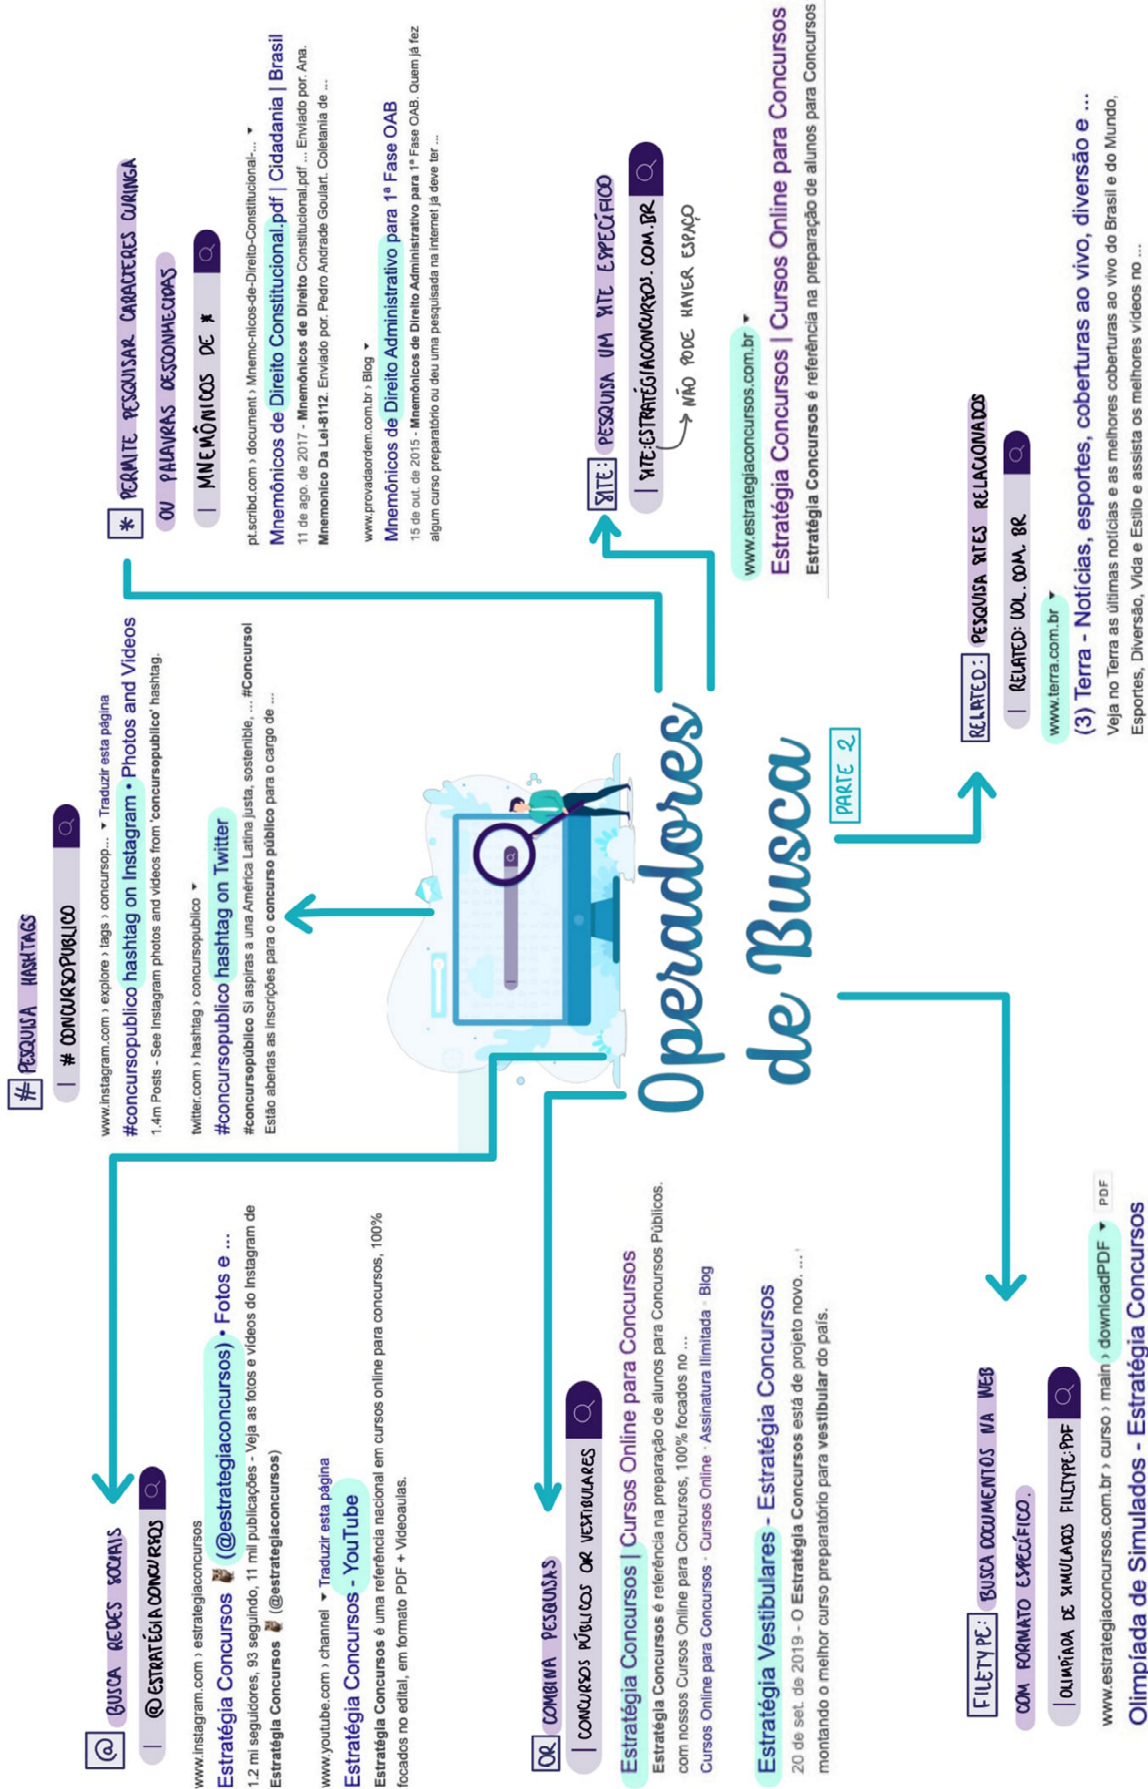 Operadores
de Busca
PARTE 2
@ BUSCA REDES SOCIAIS
@ESTRATÉGIACONCURSOS
www.instagram.com › estrategiaconcursos
Estratégia Concursos (@estrategiaconcursos) • Fotos e ...
1.2 mi seguidores, 93 seguindo, 11 mil publicações - Veja as fotos e vídeos do Instagram de
Estratégia Concursos (@estrategiaconcursos)
www.youtube.com › channel ▾ Traduzir esta página
Estratégia Concursos - YouTube
Estratégia Concursos é uma referência nacional em cursos online para concursos, 100%
focados no edital, em formato PDF + Videoaulas.
# PESQUISA HASHTAGS
# CONCURSOPUBLICO
www.instagram.com › explore › tags › concursop... ▾ Traduzir esta página
#concursopublico hashtag on Instagram • Photos and Videos
1.4m Posts - See Instagram photos and videos from 'concursopublico' hashtag.
twitter.com › hashtag › concursopublico ▾
#concursopublico hashtag on Twitter
#concursopúblico Si aspiras a una América Latina justa, sostenible, ... #Concursol
Estão abertas as inscrições para o concurso público para o cargo de ...
* PERMITE PESQUISAR CARACTERES CURINGA
OU PALAVRAS DESCONHECIDAS
MNEMÔNICOS DE *
pt.scribd.com › document › Mnemo-nicos-de-Direito-Constitucional-... ▾
Mnemônicos de Direito Constitucional.pdf | Cidadania | Brasil
11 de ago. de 2017 - Mnemônicos de Direito Constitucional.pdf ... Enviado por. Ana.
Mnemonico Da Lei-8112. Enviado por. Pedro Andrade Goulart. Coletania de ...
www.provadaordem.com.br › Blog ▾
Mnemônicos de Direito Administrativo para 1ª Fase OAB
15 de out. de 2015 - Mnemônicos de Direito Administrativo para 1ª Fase OAB. Quem já fez
algum curso preparatório ou deu uma pesquisada na internet já deve ter ...
OR COMBINA PESQUISAS
CONCURSOS PÚBLICOS OR VESTIBULARES
Estratégia Concursos | Cursos Online para Concursos
Estratégia Concursos é referência na preparação de alunos para Concursos Públicos.
com nossos Cursos Online para Concursos, 100% focados no ...
Cursos Online para Concursos · Cursos Online · Assinatura Ilimitada · Blog
Estratégia Vestibulares - Estratégia Concursos
20 de set. de 2019 - O Estratégia Concursos está de projeto novo. ...
montando o melhor curso preparatório para vestibular do país.
SITE: PESQUISA UM SITE ESPECÍFICO
SITE:ESTRATÉGIACONCURSOS.COM.BR
NÃO PODE HAVER ESPAÇO
www.estrategiaconcursos.com.br ▾
Estratégia Concursos | Cursos Online para Concursos
Estratégia Concursos é referência na preparação de alunos para Concursos
FILETYPE: BUSCA DOCUMENTOS NA WEB
COM FORMATO ESPECÍFICO.
OLIMPÍADA DE SIMULADOS FILETYPE:PDF
www.estrategiaconcursos.com.br › curso › main › downloadPDF ▾ PDF
Olimpíada de Simulados - Estratégia Concursos
RELATED: PESQUISA SITES RELACIONADOS
RELATED: UOL.COM.BR
www.terra.com.br ▾
(3) Terra - Notícias, esportes, coberturas ao vivo, diversão e ...
Veja no Terra as últimas notícias e as melhores coberturas ao vivo do Brasil e do Mundo,
Esportes, Diversão, Vida e Estilo e assista os melhores vídeos no ...